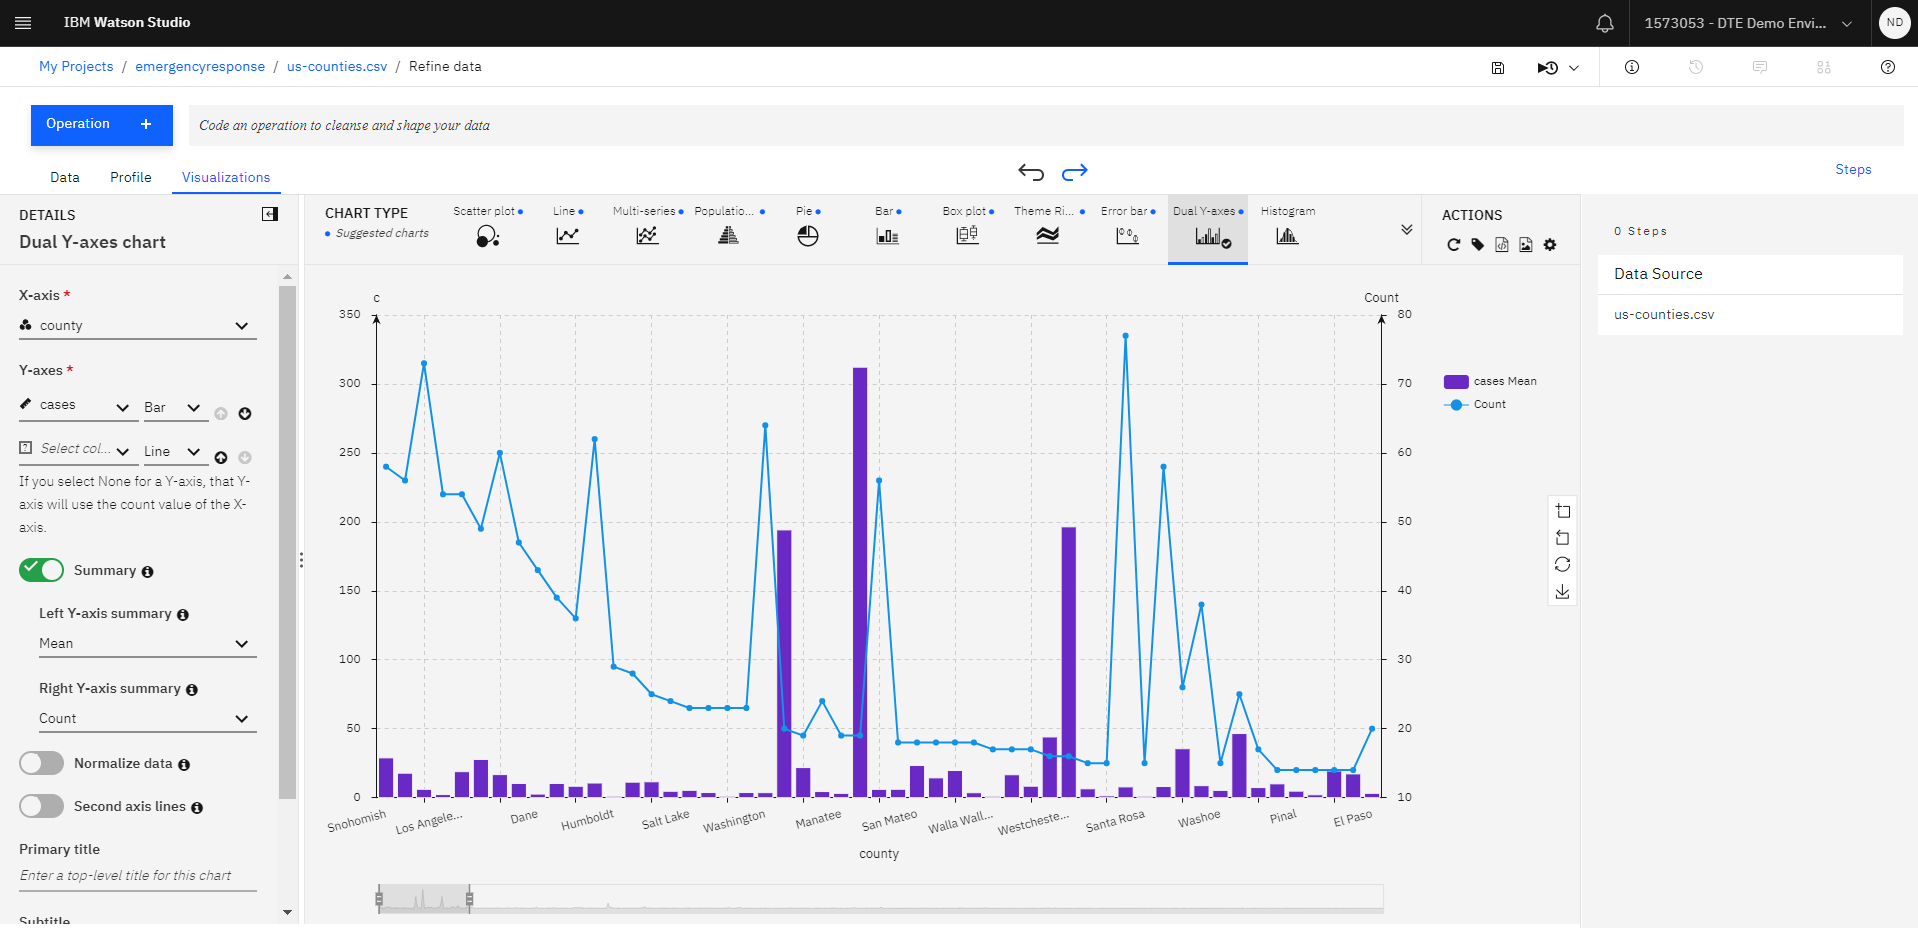 IBM Watson Studio
1573053 - DTE Demo Envi...
ND
My Projects / emergencyresponse / us-counties.csv / Refine data
Operation +
Code an operation to cleanse and shape your data
Data
Profile
Visualizations
Steps
DETAILS
Dual Y-axes chart
X-axis *
county
Y-axes *
cases
Bar
Select col...
Line
If you select None for a Y-axis, that Y-
axis will use the count value of the X-
axis.
Summary
Left Y-axis summary
Mean
Right Y-axis summary
Count
Normalize data
Second axis lines
Primary title
Enter a top-level title for this chart
Subtitle
CHART TYPE
Suggested charts
Scatter plot
Line
Multi-series
Populatio...
Pie
Bar
Box plot
Theme Ri...
Error bar
Dual Y-axes
Histogram
ACTIONS
0 Steps
Data Source
us-counties.csv
c
Count
350
300
250
200
150
100
50
0
80
70
60
50
40
30
20
10
Snohomish
Los Angele...
Dane
Humboldt
Salt Lake
Washington
Manatee
San Mateo
Walla Wall...
Westcheste...
Santa Rosa
Washoe
Pinal
El Paso
county
cases Mean
Count